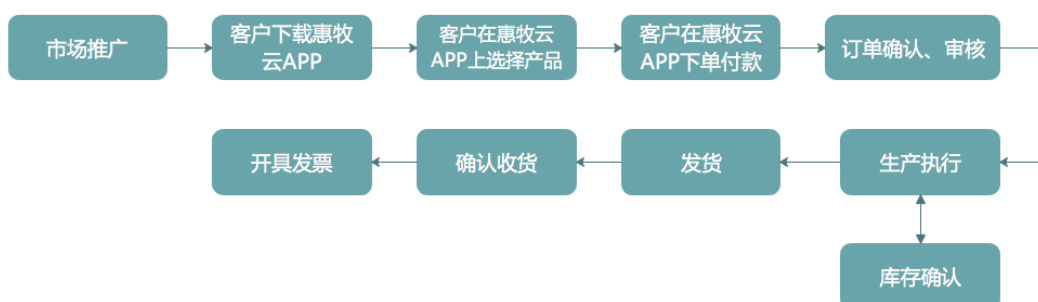 市场推广
客户下载惠牧
云APP
客户在惠牧云
APP上选择产品
客户在惠牧云
APP下单付款
订单确认、审核
开具发票
确认收货
发货
生产执行
库存确认